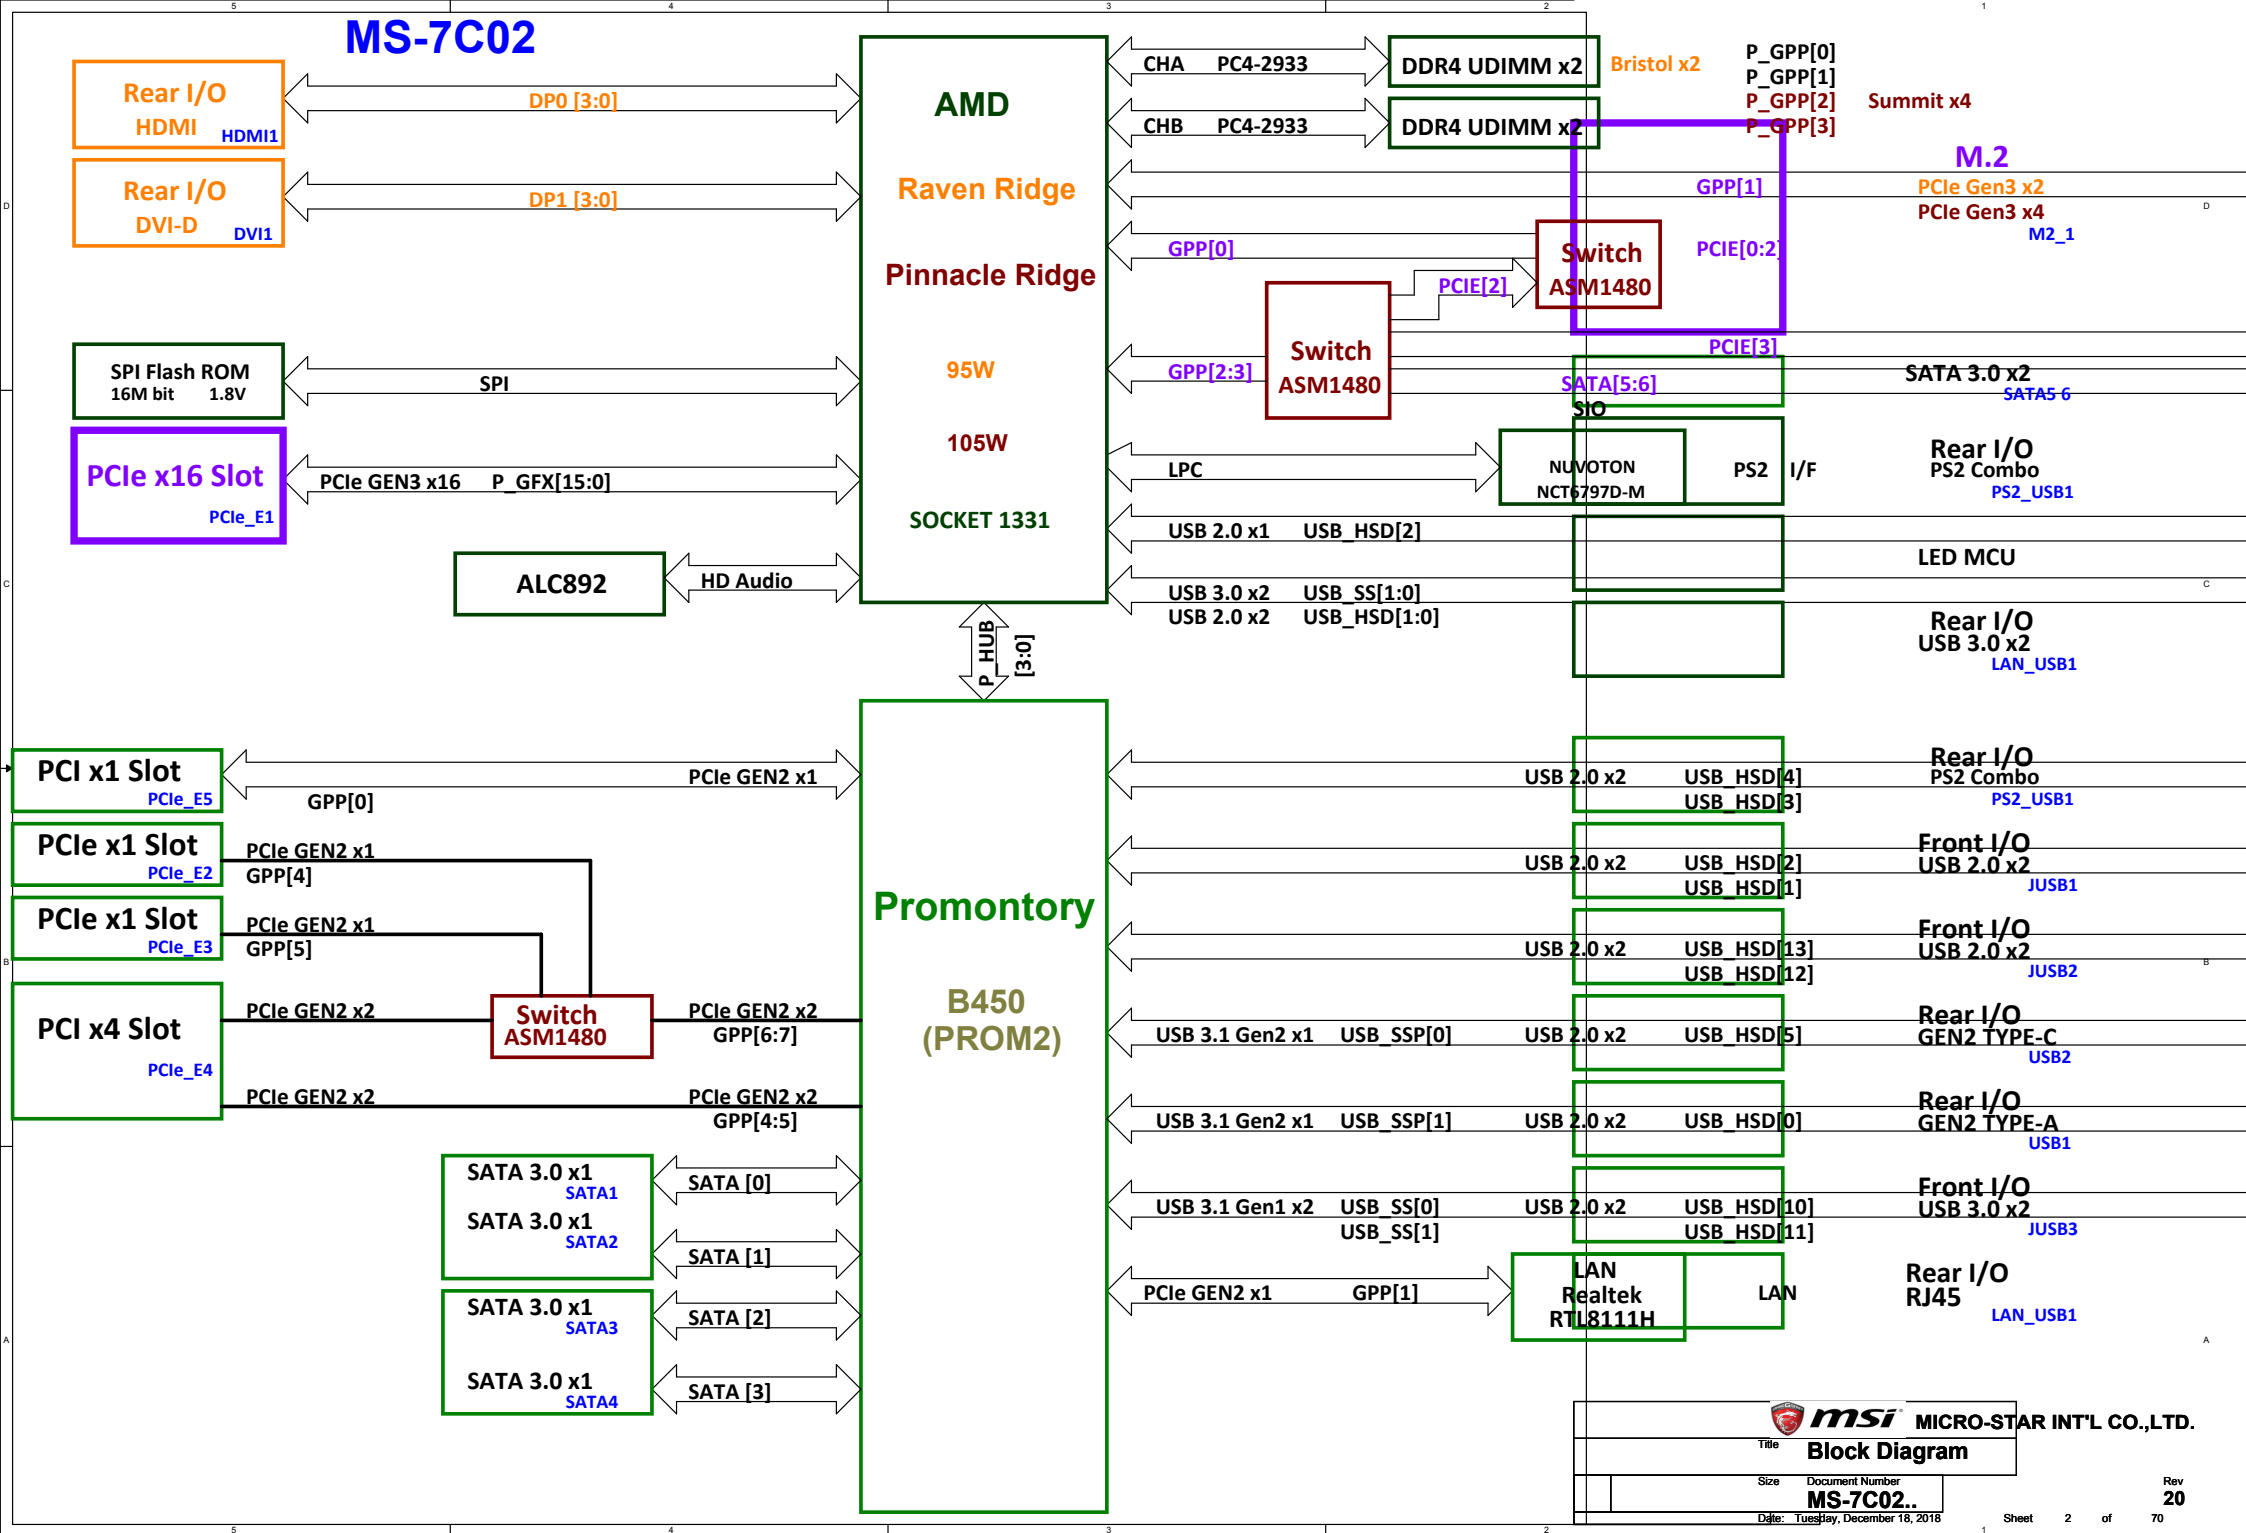 5
4
3
2
1
MS-7C02
Rear I/O
HDMI
HDMI1
DP0 [3:0]
Rear I/O
DVI-D
DVI1
DP1 [3:0]
SPI Flash ROM
16M bit 1.8V
SPI
PCIe x16 Slot
PCIe_E1
PCIe GEN3 x16 P_GFX[15:0]
ALC892
HD Audio
AMD
Raven Ridge
Pinnacle Ridge
95W
105W
SOCKET 1331
P_HUB
[3:0]
CHA PC4-2933
DDR4 UDIMM x2
CHB PC4-2933
DDR4 UDIMM x2
Bristol x2
P_GPP[0]
P_GPP[1]
P_GPP[2]
P_GPP[3]
Summit x4
M.2
GPP[1]
PCIe Gen3 x2
PCIe Gen3 x4
M2_1
GPP[0]
Switch
ASM1480
PCIE[0:2]
PCIE[2]
Switch
ASM1480
GPP[2:3]
PCIE[3]
SATA[5:6]
SATA 3.0 x2
SATA5 6
SIO
LPC
NUVOTON
NCT6797D-M
PS2 I/F
Rear I/O
PS2 Combo
PS2_USB1
USB 2.0 x1 USB_HSD[2]
LED MCU
USB 3.0 x2 USB_SS[1:0]
USB 2.0 x2 USB_HSD[1:0]
Rear I/O
USB 3.0 x2
LAN_USB1
PCI x1 Slot
PCIe_E5
GPP[0]
PCIe GEN2 x1
PCIe x1 Slot
PCIe_E2
PCIe GEN2 x1
GPP[4]
PCIe x1 Slot
PCIe_E3
PCIe GEN2 x1
GPP[5]
PCI x4 Slot
PCIe_E4
PCIe GEN2 x2
Switch
ASM1480
PCIe GEN2 x2
GPP[6:7]
PCIe GEN2 x2
PCIe GEN2 x2
GPP[4:5]
SATA 3.0 x1
SATA1
SATA [0]
SATA 3.0 x1
SATA2
SATA [1]
SATA 3.0 x1
SATA3
SATA [2]
SATA 3.0 x1
SATA4
SATA [3]
Promontory
B450
(PROM2)
USB 2.0 x2 USB_HSD[4]
USB_HSD[3]
Rear I/O
PS2 Combo
PS2_USB1
USB 2.0 x2 USB_HSD[2]
USB_HSD[1]
Front I/O
USB 2.0 x2
JUSB1
USB 2.0 x2 USB_HSD[13]
USB_HSD[12]
Front I/O
USB 2.0 x2
JUSB2
USB 3.1 Gen2 x1 USB_SSP[0] USB 2.0 x2 USB_HSD[5]
Rear I/O
GEN2 TYPE-C
USB2
USB 3.1 Gen2 x1 USB_SSP[1] USB 2.0 x2 USB_HSD[0]
Rear I/O
GEN2 TYPE-A
USB1
USB 3.1 Gen1 x2 USB_SS[0] USB 2.0 x2 USB_HSD[10]
USB_SS[1] USB_HSD[11]
Front I/O
USB 3.0 x2
JUSB3
PCIe GEN2 x1 GPP[1]
LAN
Realtek
RTL8111H
LAN
Rear I/O
RJ45
LAN_USB1
D
D
C
C
B
B
A
A
msi MICRO-STAR INT'L CO.,LTD.
Title Block Diagram
Size Document Number Rev
MS-7C02.. 20
Date: Tuesday, December 18, 2018 Sheet 2 of 70
5
4
3
2
1